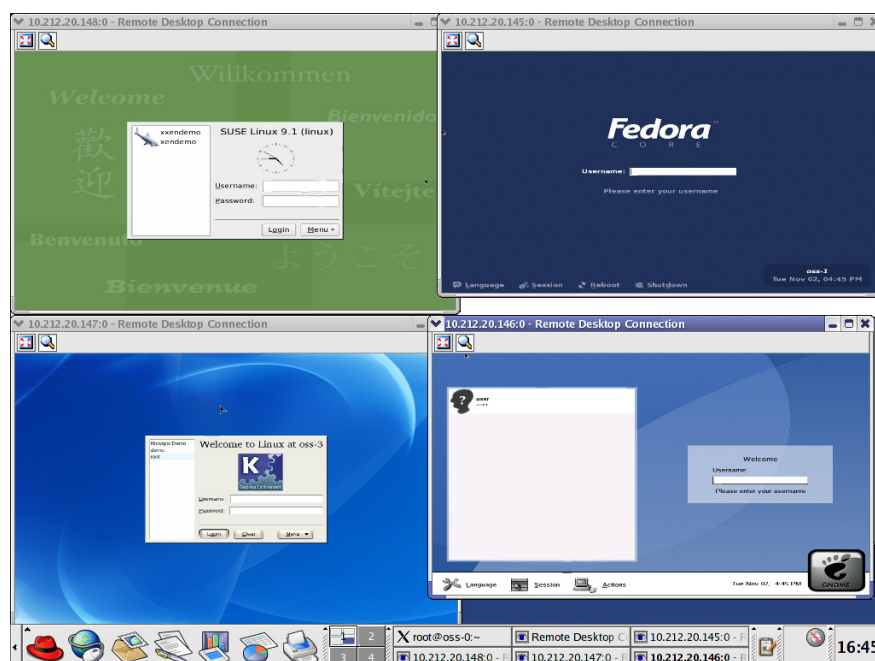 10.212.20.148:0 - Remote Desktop Connection
Willkommen
Welcome
Bienvenido
歡
迎
Vítejte
Benvenuto
ようこそ
Bienvenue
xxendemo
xendemo
SUSE Linux 9.1 (linux)
Username:
Password:
Login
Menu
10.212.20.145:0 - Remote Desktop Connection
Fedora
CORE
Username:
Please enter your username
Language
Session
Reboot
Shutdown
oss-1
Tue Nov 02, 04:45 PM
10.212.20.147:0 - Remote Desktop Connection
Knoppix Demo
demo
root
Welcome to Linux at oss-3
K
Desktop Environment
Username:
Password:
Login
Clear
Menu
10.212.20.146:0 - Remote Desktop Connection
user
Welcome
Username:
Please enter your username
Language
Session
Actions
Tue Nov 02, 4:45 PM
GNOME
2
3 4
root@oss-0:~
Remote Desktop C
10.212.20.145:0 - R
10.212.20.148:0 - R
10.212.20.147:0 - R
10.212.20.146:0 - R
16:45